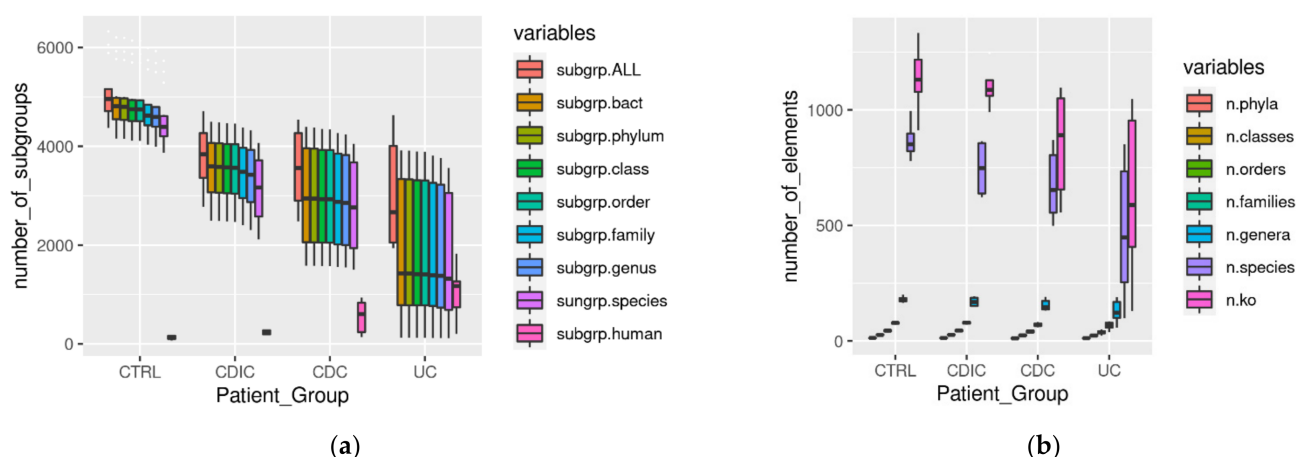 variables
subgrp.ALL
subgrp.bact
subgrp.phylum
subgrp.class
subgrp.order
subgrp.family
subgrp.genus
sungrp.species
subgrp.human
number_of_subgroups
6000
4000
2000
0
CTRL CDIC CDC UC
Patient_Group
(a)
variables
n.phyla
n.classes
n.orders
n.families
n.genera
n.species
n.ko
number_of_elements
1000
500
0
CTRL CDIC CDC UC
Patient_Group
(b)